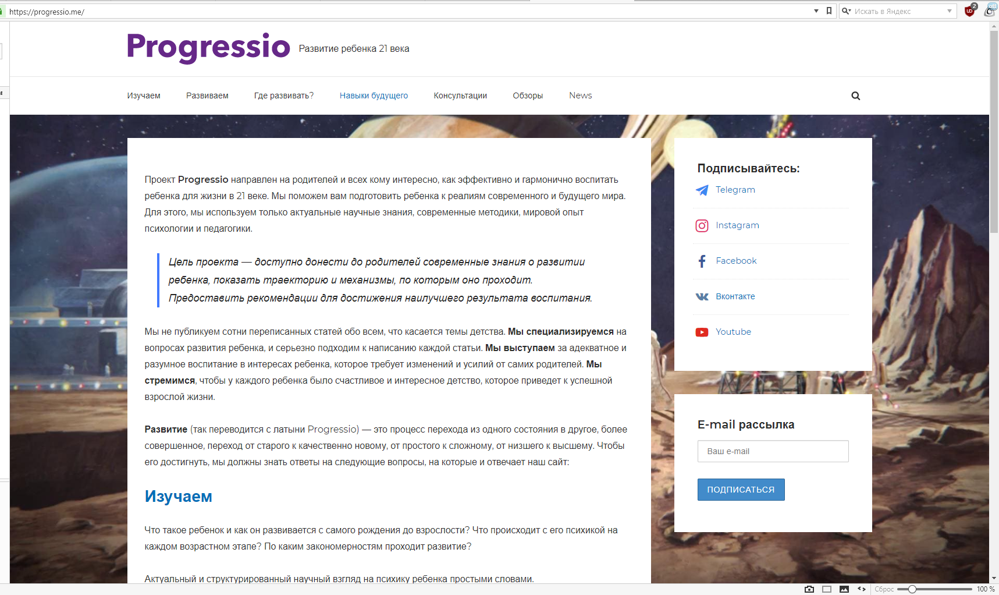 https://progressio.me/
Искать в Яндекс
2
off
Progressio
Развитие ребенка 21 века
Изучаем
Развиваем
Где развивать?
Навыки будущего
Консультации
Обзоры
News
Проект Progressio направлен на родителей и всех кому интересно, как эффективно и гармонично воспитать
ребенка для жизни в 21 веке. Мы поможем вам подготовить ребенка к реалиям современного и будущего мира.
Для этого, мы используем только актуальные научные знания, современные методики, мировой опыт
психологии и педагогики.
Цель проекта — доступно донести до родителей современные знания о развитии
ребенка, показать траекторию и механизмы, по которым оно проходит.
Предоставить рекомендации для достижения наилучшего результата воспитания.
Мы не публикуем сотни переписанных статей обо всем, что касается темы детства. Мы специализируемся на
вопросах развития ребенка, и серьезно подходим к написанию каждой статьи. Мы выступаем за адекватное и
разумное воспитание в интересах ребенка, которое требует изменений и усилий от самих родителей. Мы
стремимся, чтобы у каждого ребенка было счастливое и интересное детство, которое приведет к успешной
взрослой жизни.
Развитие (так переводится с латыни Progressio) — это процесс перехода из одного состояния в другое, более
совершенное, переход от старого к качественно новому, от простого к сложному, от низшего к высшему. Чтобы
его достигнуть, мы должны знать ответы на следующие вопросы, на которые и отвечает наш сайт:
Изучаем
Что такое ребенок и как он развивается с самого рождения до взрослости? Что происходит с его психикой на
каждом возрастном этапе? По каким закономерностям проходит развитие?
Актуальный и структурированный научный взгляд на психику ребенка простыми словами.
Подписывайтесь:
Telegram
Instagram
Facebook
Вконтакте
Youtube
E-mail рассылка
Ваш e-mail
ПОДПИСАТЬСЯ
Сброс
100 %